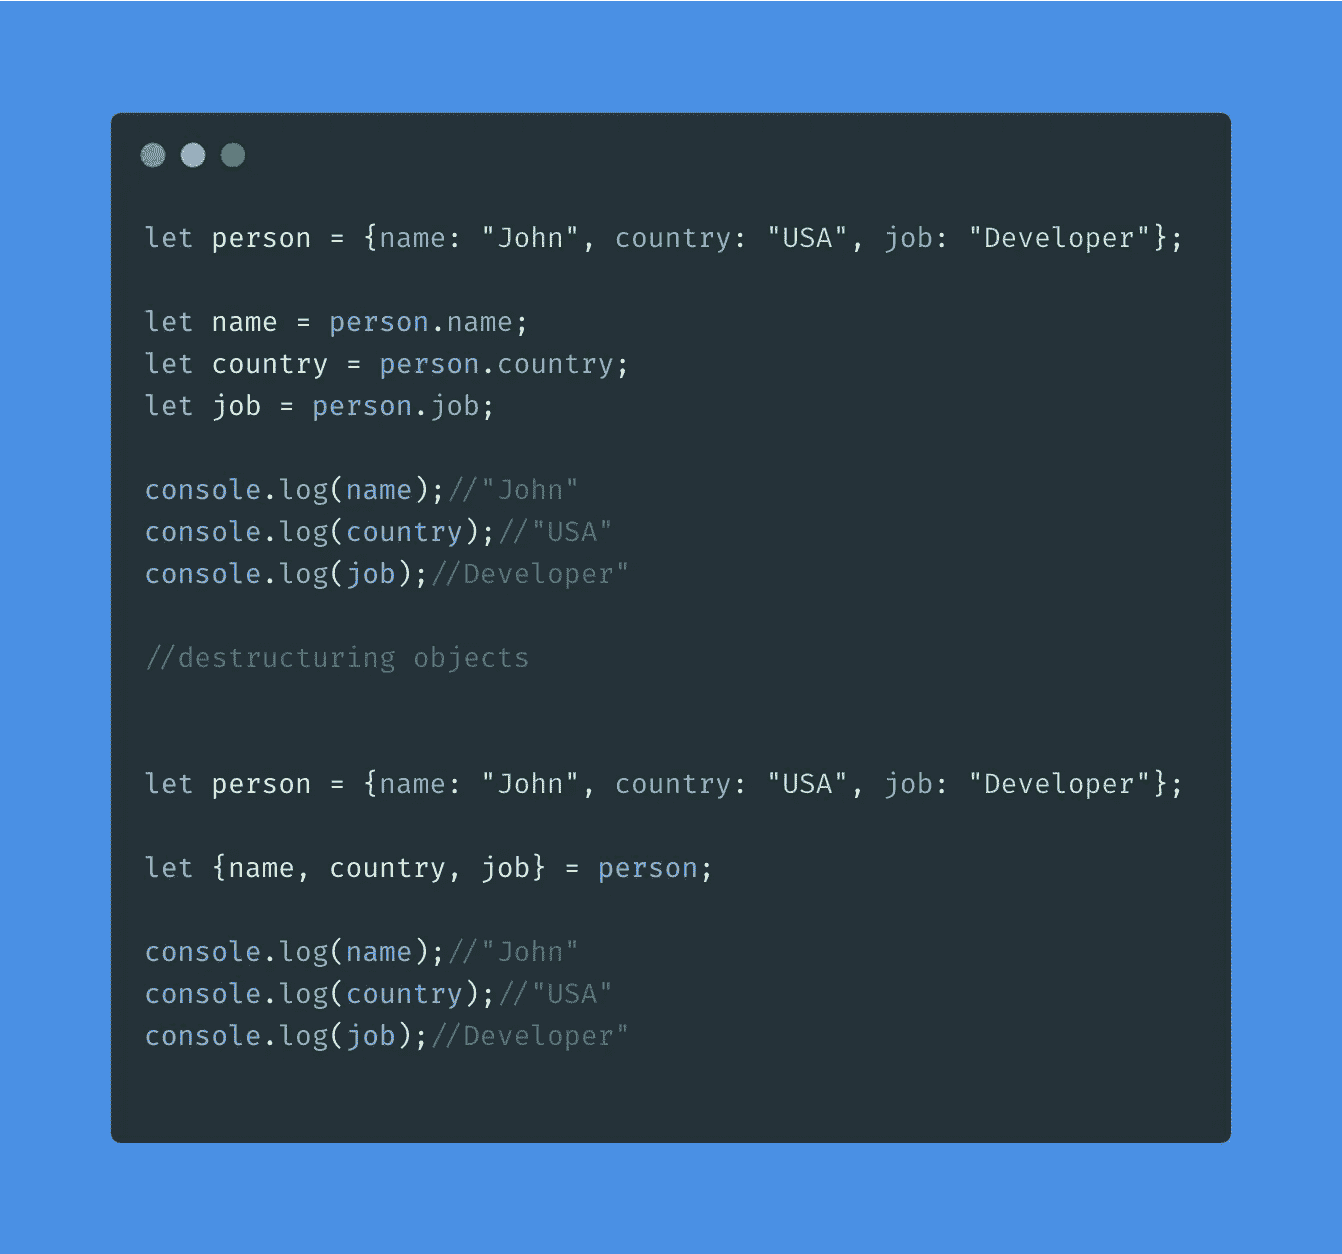 let person = {name: "John", country: "USA", job: "Developer"};
let name = person.name;
let country = person.country;
let job = person.job;
console.log(name);//"John"
console.log(country);//"USA"
console.log(job);//Developer"
//destructuring objects
let person = {name: "John", country: "USA", job: "Developer"};
let {name, country, job} = person;
console.log(name);//"John"
console.log(country);//"USA"
console.log(job);//Developer"